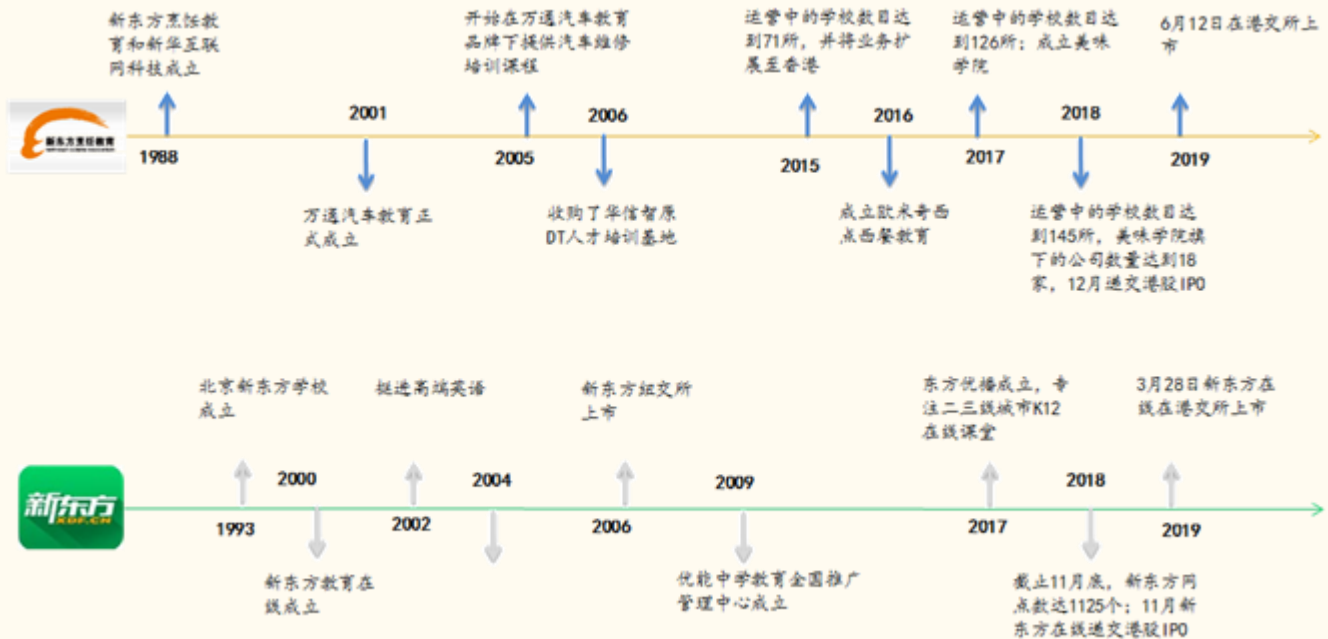 新东方烹饪教
育和新华互联
网科技成立
开始在万通汽车教育
品牌下提供汽车维修
培训课程
运营中的学校数目达
到71所，并将业务扩
展至香港
运营中的学校数目达
到126所；成立美味
学院
6月12日在港交所上
市
新东方烹饪教育
1988
2001
2005
2006
2015
2016
2017
2018
2019
万通汽车教育正
式成立
收购了华信智原
DT人才培训基地
成立欧米奇西
点西餐教育
运营中的学校数目达
到145所，美味学院旗
下的公司数量达到18
家，12月递交港股IPO
北京新东方学校
成立
挺进高端英语
新东方纽交所
上市
东方优播成立，专
注二三线城市K12
在线课堂
3月28日新东方在
线在港交所上市
新东方
XDF.CN
1993
2000
2002
2004
2006
2009
2017
2018
2019
新东方教育在
线成立
优能中学教育全国推广
管理中心成立
截止11月底，新东方网
点数达1125个；11月新
东方在线递交港股IPO